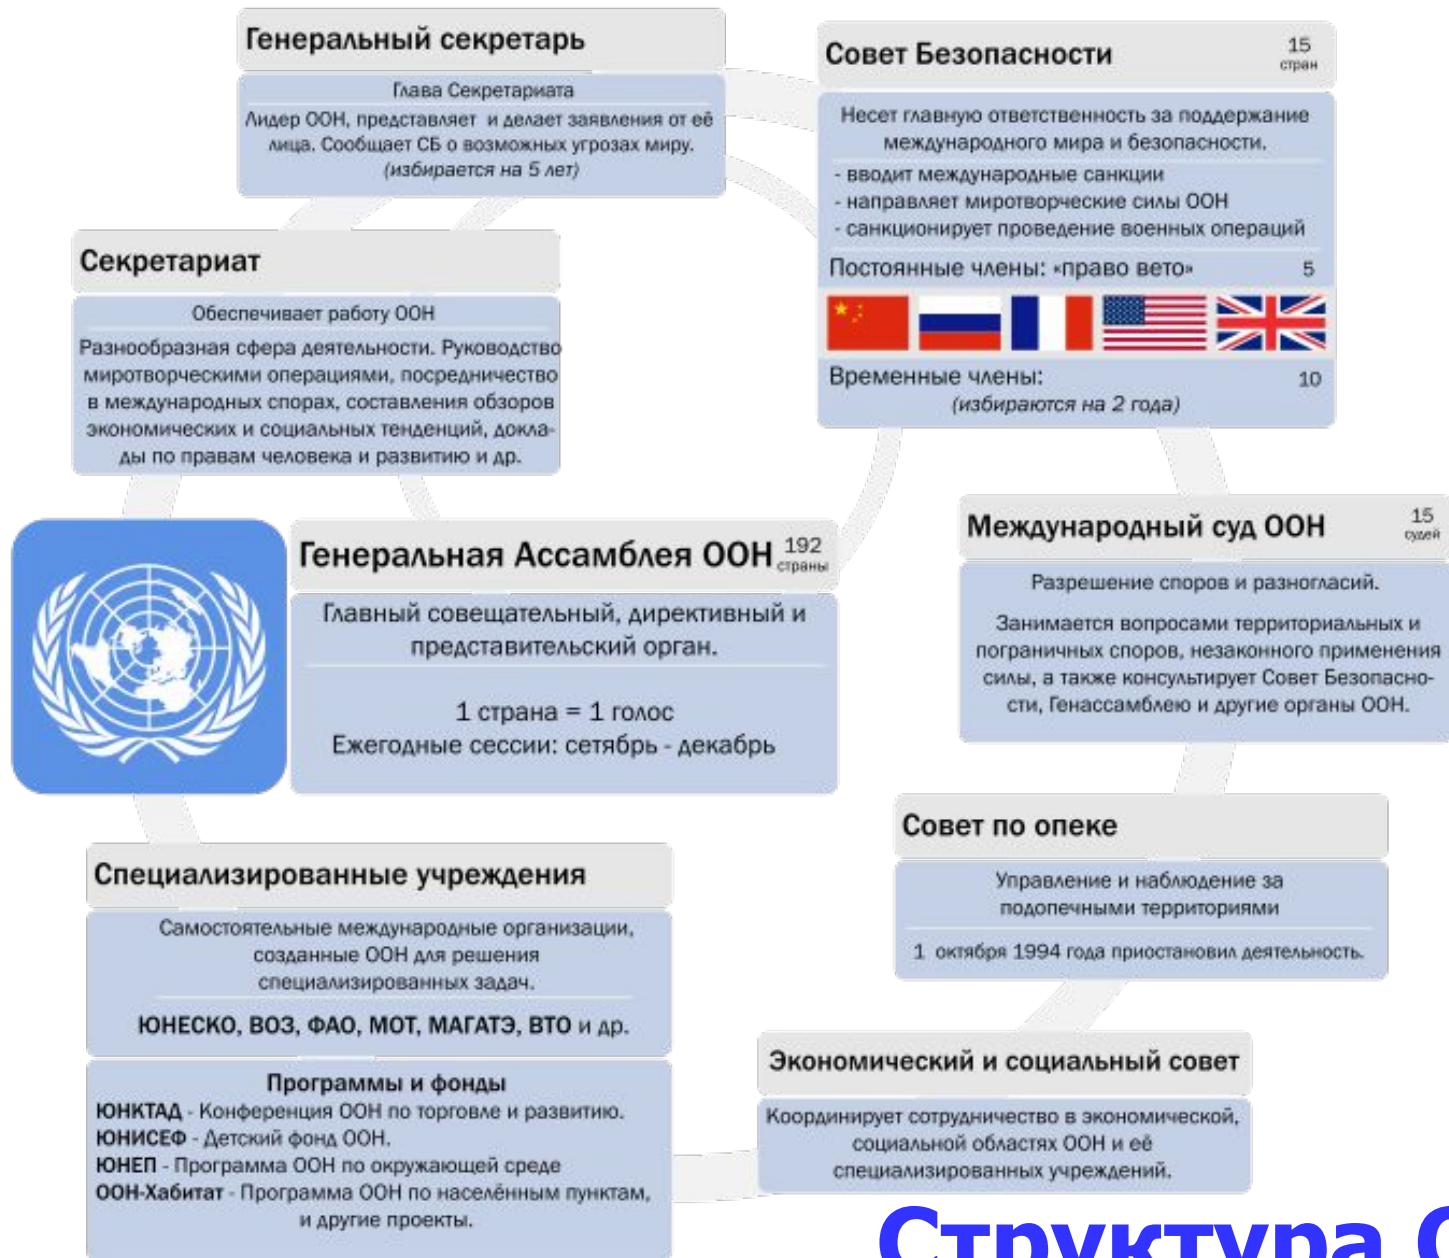 Генеральный секретарь
Глава Секретариата
Лидер ООН, представляет и делает заявления от её
лица. Сообщает СБ о возможных угрозах миру.
(избирается на 5 лет)
Совет Безопасности
15
стран
Несет главную ответственность за поддержание
международного мира и безопасности.
- вводит международные санкции
- направляет миротворческие силы ООН
- санкционирует проведение военных операций
Постоянные члены: «право вето» 5
Временные члены: 10
(избираются на 2 года)
Секретариат
Обеспечивает работу ООН
Разнообразная сфера деятельности. Руководство
миротворческими операциями, посредничество
в международных спорах, составления обзоров
экономических и социальных тенденций, докла-
ды по правам человека и развитию и др.
Генеральная Ассамблея ООН
192
страны
Главный совещательный, директивный и
представительский орган.
1 страна = 1 голос
Ежегодные сессии: сетябрь - декабрь
Международный суд ООН
15
судей
Разрешение споров и разногласий.
Занимается вопросами территориальных и
пограничных споров, незаконного применения
силы, а также консультирует Совет Безопасно-
сти, Генассамблею и другие органы ООН.
Совет по опеке
Управление и наблюдение за
подопечными территориями
1 октября 1994 года приостановил деятельность.
Специализированные учреждения
Самостоятельные международные организации,
созданные ООН для решения
специализированных задач.
ЮНЕСКО, ВОЗ, ФАО, МОТ, МАГАТЭ, ВТО и др.
Программы и фонды
ЮНКТАД - Конференция ООН по торговле и развитию.
ЮНИСЕФ - Детский фонд ООН.
ЮНЕП - Программа ООН по окружающей среде
ООН-Хабитат - Программа ООН по населённым пунктам,
и другие проекты.
Экономический и социальный совет
Координирует сотрудничество в экономической,
социальной областях ООН и её
специализированных учреждений.
Структура